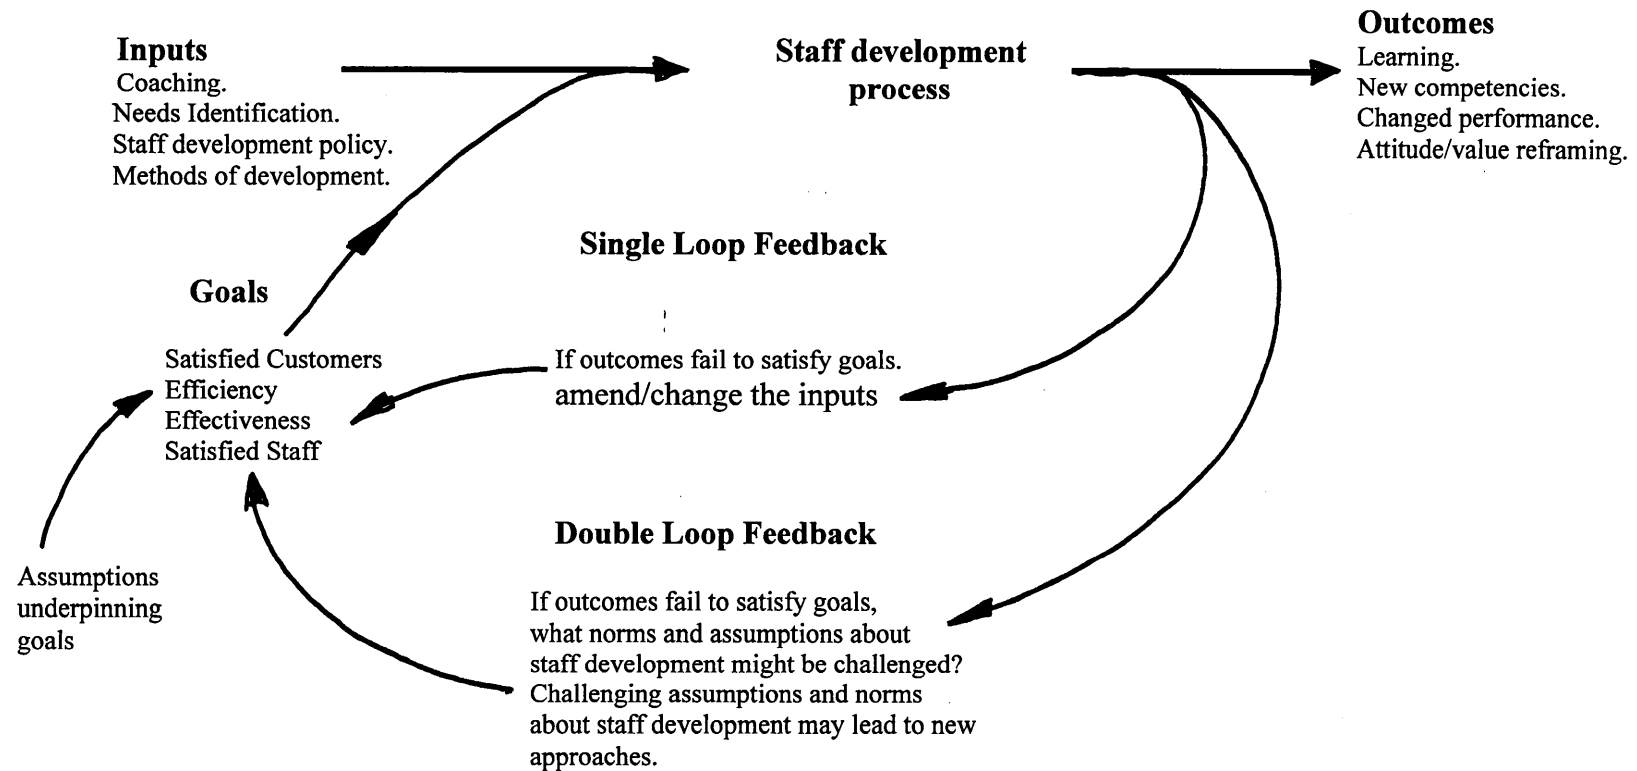 Inputs
Coaching.
Needs Identification.
Staff development policy.
Methods of development.
Staff development
process
Outcomes
Learning.
New competencies.
Changed performance.
Attitude/value reframing.
Single Loop Feedback
If outcomes fail to satisfy goals.
amend/change the inputs
Goals
Satisfied Customers
Efficiency
Effectiveness
Satisfied Staff
Assumptions
underpinning
goals
Double Loop Feedback
If outcomes fail to satisfy goals,
what norms and assumptions about
staff development might be challenged?
Challenging assumptions and norms
about staff development may lead to new
approaches.